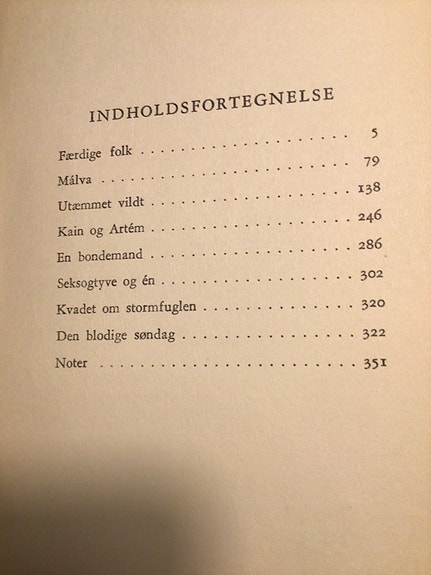 INDHOLDSFORTEGNELSE
Færdige folk . . . . . . . . . . . . . . . . . . 5
Målva . . . . . . . . . . . . . . . . . . . . . . 79
Utæmmet vildt . . . . . . . . . . . . . . . . . 138
Kain og Artém . . . . . . . . . . . . . . . . . 246
En bondemand . . . . . . . . . . . . . . . . . 286
Seksogtyve og én . . . . . . . . . . . . . . . 302
Kvadet om stormfuglen . . . . . . . . . . . . 320
Den blodige søndag . . . . . . . . . . . . . . 322
Noter . . . . . . . . . . . . . . . . . . . . . . 351